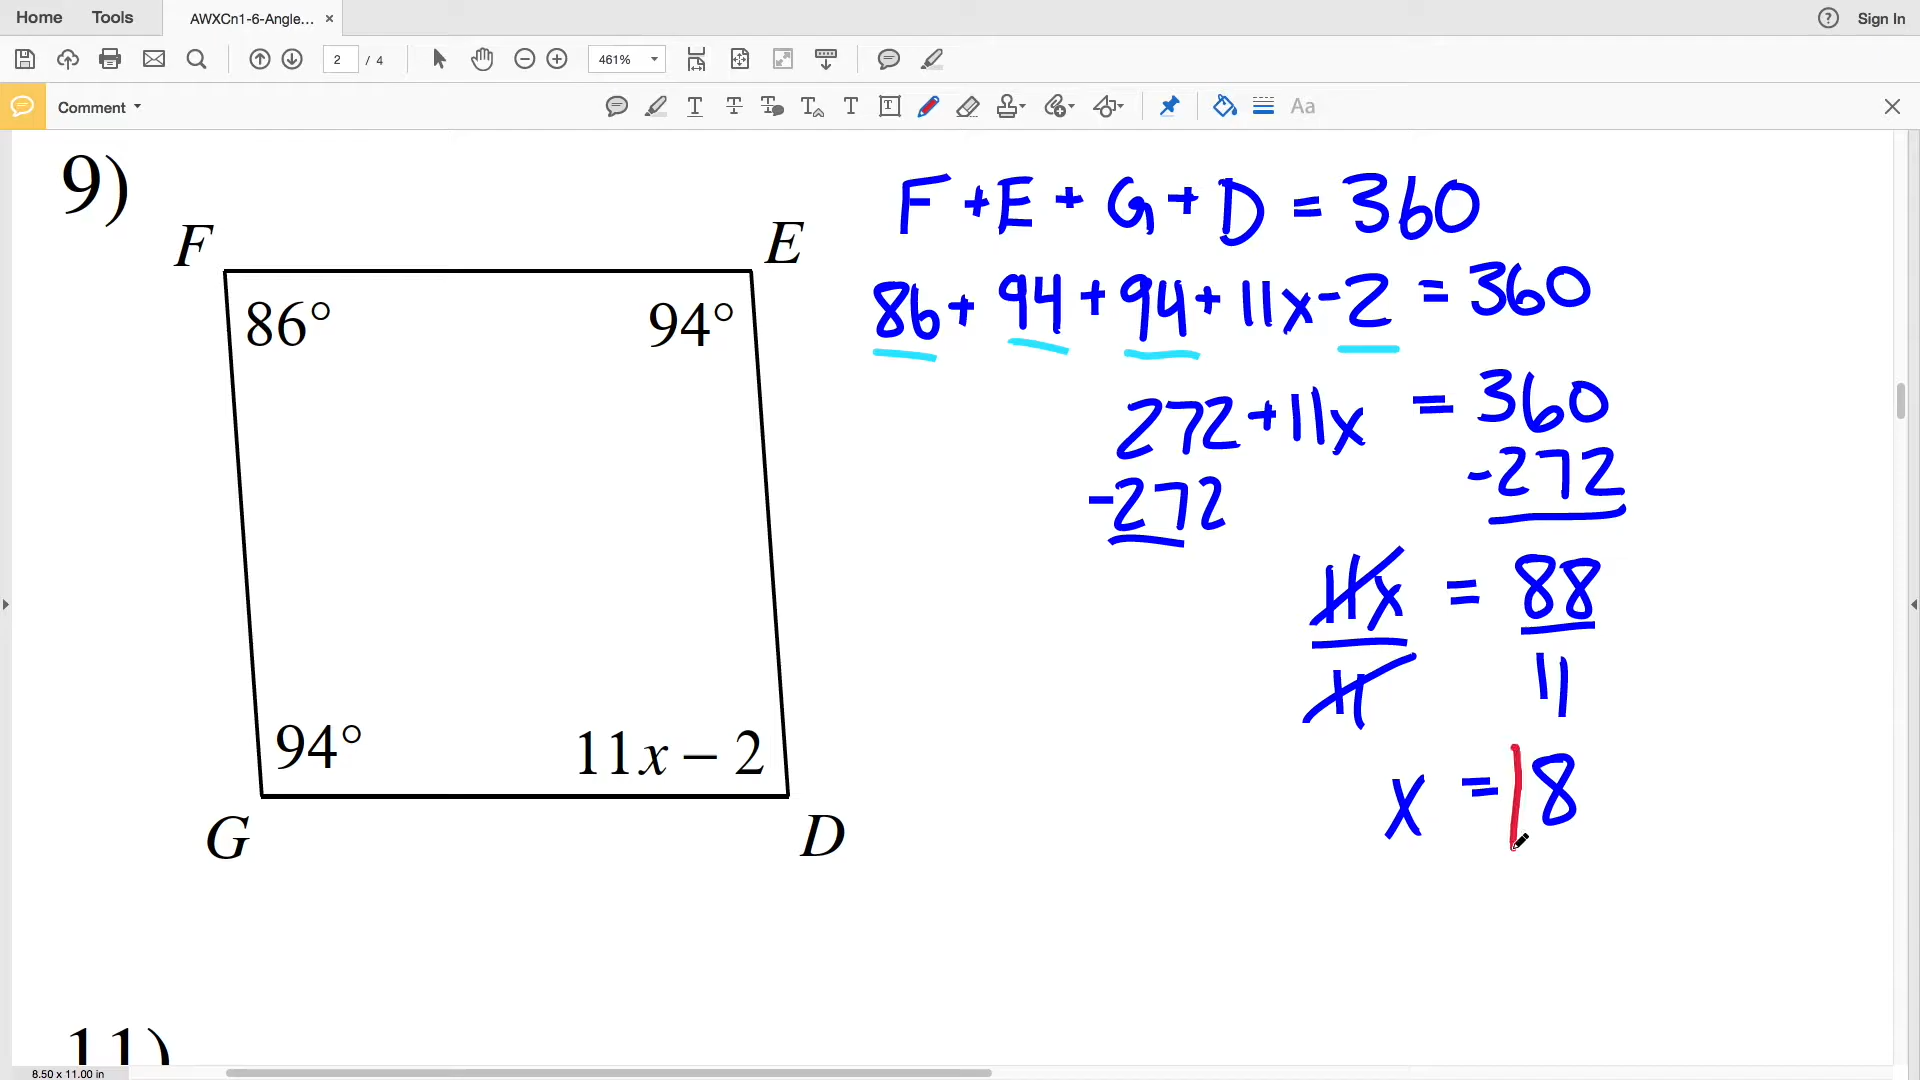 Home Tools AWXCn1-6-Angle... × Sign In
2 / 4 461%
Comment Aa
9)
F E
86° 94°
94° 11x − 2
G D
F + E + G + D = 360
86 + 94 + 94 + 11x - 2 = 360
272 + 11x = 360
-272 -272
11x = 88
11 11
x = 8
11)
8.50 x 11.00 in